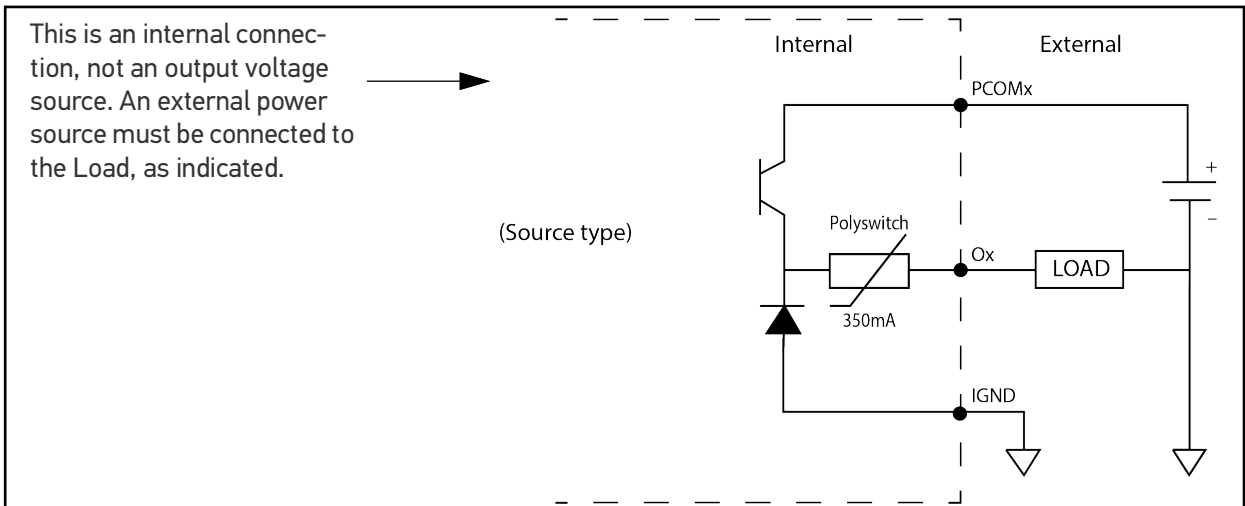 This is an internal connec-
tion, not an output voltage
source. An external power
source must be connected to
the Load, as indicated.
Internal
External
PCOMx
+
–
(Source type)
Polyswitch
Ox
LOAD
350mA
IGND